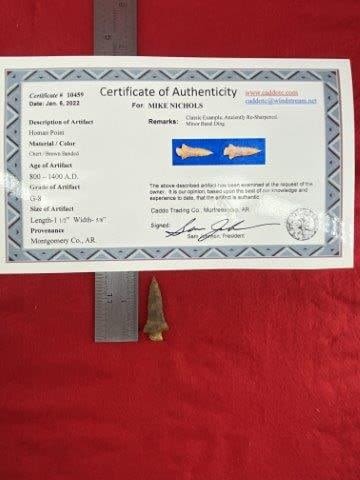 Certificate # 10459
Date: Jan. 6, 2022
Certificate of Authenticity
For MIKE NICHOLS
www.caddotc.com
caddotc@windstream.net
Description of Artifact
Homan Point
Material / Color
Chert / Brown Banded
Age of Artifact
800 – 1400 A.D.
Grade of Artifact
G-8
Size of Artifact
Length-1 1/2" Width-
Provenance
Montgomery Co., AR.
Remarks: Classic Example, Anciently Re-Sharpened.
Minor Basal Ding
The above described artifact has been examined at the request of the
owner. It is our opinion, based upon the best of our knowledge and
experience to date, that the artifact is authentic.
Caddo Trading Co., Murfreesboro, AR.
Signed:
Sam Johnson, President